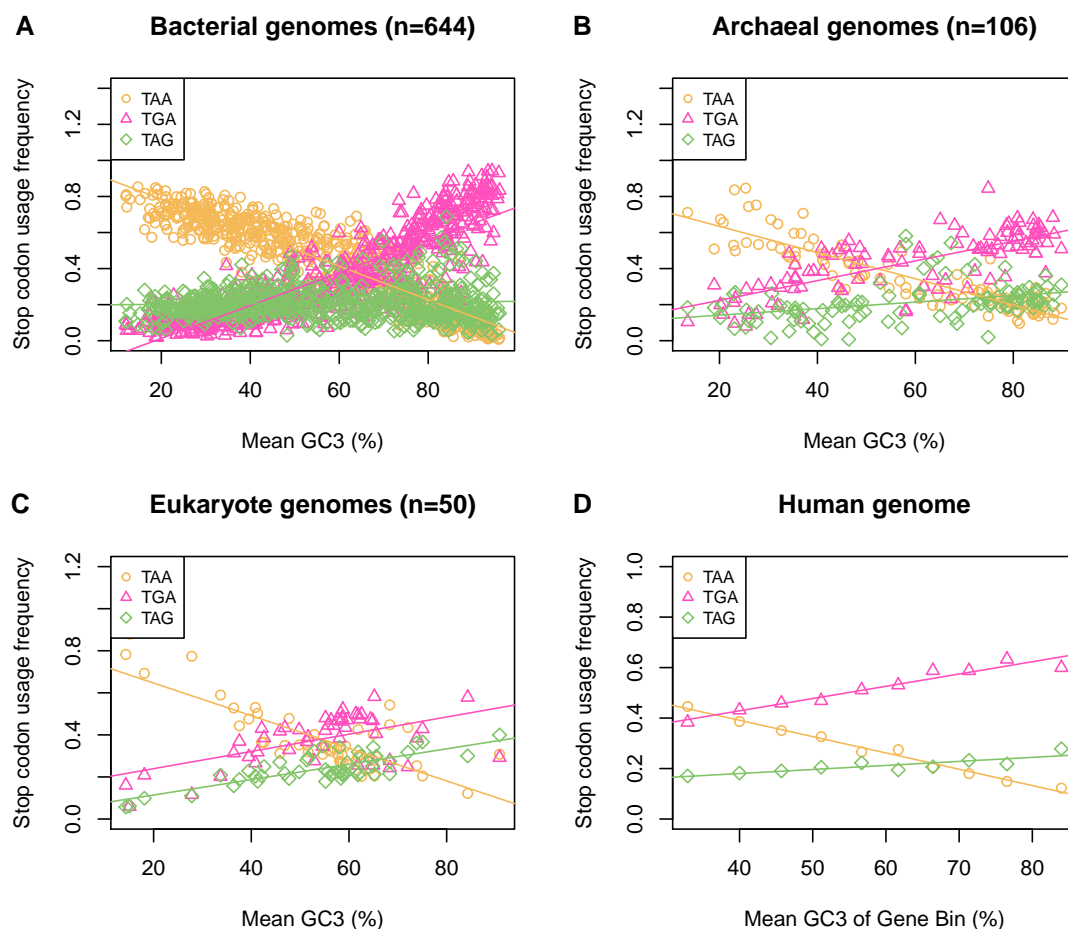 A Bacterial genomes (n=644)
Stop codon usage frequency
0.0 0.4 0.8 1.2
TAA
TGA
TAG
20 40 60 80
Mean GC3 (%)
B Archaeal genomes (n=106)
Stop codon usage frequency
0.0 0.4 0.8 1.2
TAA
TGA
TAG
20 40 60 80
Mean GC3 (%)
C Eukaryote genomes (n=50)
Stop codon usage frequency
0.0 0.4 0.8 1.2
TAA
TGA
TAG
20 40 60 80
Mean GC3 (%)
D Human genome
Stop codon usage frequency
0.0 0.2 0.4 0.6 0.8 1.0
TAA
TGA
TAG
40 50 60 70 80
Mean GC3 of Gene Bin (%)